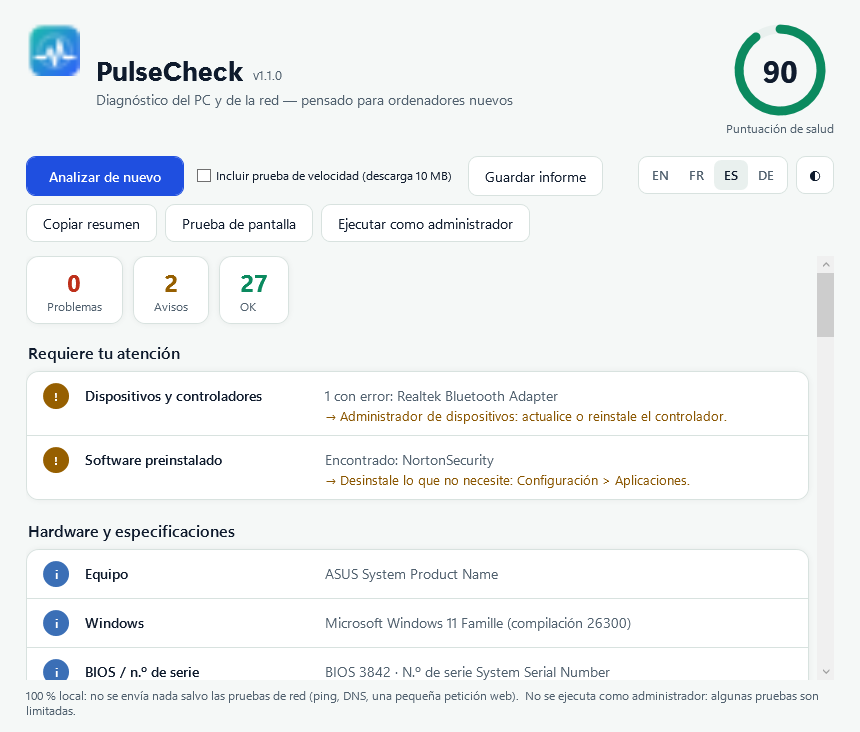 PulseCheck v1.1.0
Diagnóstico del PC y de la red — pensado para ordenadores nuevos
90
Puntuación de salud
Analizar de nuevo
Incluir prueba de velocidad (descarga 10 MB)
Guardar informe
EN FR ES DE
Copiar resumen
Prueba de pantalla
Ejecutar como administrador
0
Problemas
2
Avisos
27
OK
Requiere tu atención
! Dispositivos y controladores
1 con error: Realtek Bluetooth Adapter
→ Administrador de dispositivos: actualice o reinstale el controlador.
! Software preinstalado
Encontrado: NortonSecurity
→ Desinstale lo que no necesite: Configuración > Aplicaciones.
Hardware y especificaciones
i Equipo
ASUS System Product Name
i Windows
Microsoft Windows 11 Famille (compilación 26300)
i BIOS / n.º de serie
BIOS 3842 · N.º de serie System Serial Number
100 % local: no se envía nada salvo las pruebas de red (ping, DNS, una pequeña petición web). No se ejecuta como administrador: algunas pruebas son
limitadas.